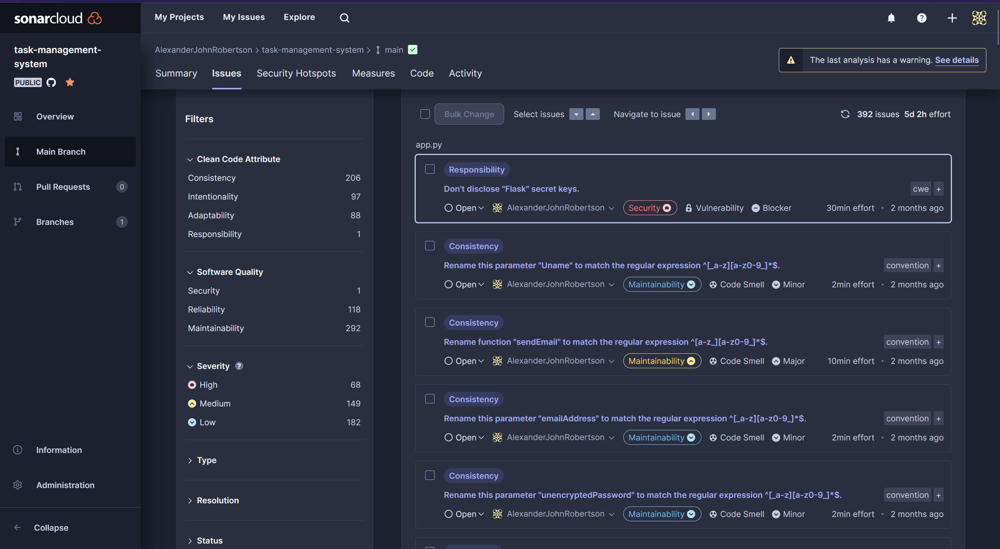 sonarcloud
My Projects My Issues Explore
task-management-
system
PUBLIC
Overview
Main Branch
Pull Requests 0
Branches 1
Information
Administration
Collapse
AlexanderJohnRobertson > task-management-system > main
The last analysis has a warning. See details
Summary Issues Security Hotspots Measures Code Activity
Filters
Clean Code Attribute
Consistency 206
Intentionality 97
Adaptability 88
Responsibility 1
Software Quality
Security 1
Reliability 118
Maintainability 292
Severity ?
High 68
Medium 149
Low 182
Type
Resolution
Status
Bulk Change Select issues Navigate to issue 392 issues 5d 2h effort
app.py
Responsibility
Don't disclose "Flask" secret keys. cwe +
Open AlexanderJohnRobertson Security Vulnerability Blocker 30min effort • 2 months ago
Consistency
Rename this parameter "Uname" to match the regular expression ^[_a-z][a-z0-9_]*$. convention +
Open AlexanderJohnRobertson Maintainability Code Smell Minor 2min effort • 2 months ago
Consistency
Rename function "sendEmail" to match the regular expression ^[a-z_][a-z0-9_]*$. convention +
Open AlexanderJohnRobertson Maintainability Code Smell Major 10min effort • 2 months ago
Consistency
Rename this parameter "emailAddress" to match the regular expression ^[_a-z][a-z0-9_]*$. convention +
Open AlexanderJohnRobertson Maintainability Code Smell Minor 2min effort • 2 months ago
Consistency
Rename this parameter "unencryptedPassword" to match the regular expression ^[_a-z][a-z0-9_]*$. convention +
Open AlexanderJohnRobertson Maintainability Code Smell Minor 2min effort • 2 months ago